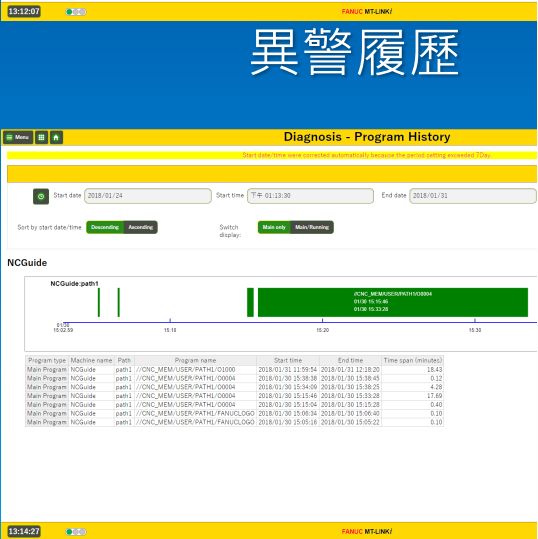 13:12:07
FANUC MT-LINKi
異警履歷
Menu
Diagnosis - Program History
Start date/time were corrected automatically because the period setting exceeded 7Day.
Start date 2018/01/24 Start time 下午 01:13:30 End date 2018/01/31
Sort by start date/time Descending Ascending Switch display: Main only Main/Running
NCGuide
NCGuide:path1
//CNC_MEM/USER/PATH1/O0004
01/30 15:15:46
01/30 15:33:28
01/30
15:02:59 15:10 15:20 15:30
Program type Machine name Path Program name Start time End time Time span (minutes)
Main Program NCGuide path1 //CNC_MEM/USER/PATH1/O1000 2018/01/31 11:59:54 2018/01/31 12:18:20 18.43
Main Program NCGuide path1 //CNC_MEM/USER/PATH1/O0004 2018/01/30 15:38:38 2018/01/30 15:38:45 0.12
Main Program NCGuide path1 //CNC_MEM/USER/PATH1/O0004 2018/01/30 15:34:09 2018/01/30 15:38:25 4.28
Main Program NCGuide path1 //CNC_MEM/USER/PATH1/O0004 2018/01/30 15:15:46 2018/01/30 15:33:28 17.69
Main Program NCGuide path1 //CNC_MEM/USER/PATH1/O0004 2018/01/30 15:15:04 2018/01/30 15:15:28 0.40
Main Program NCGuide path1 //CNC_MEM/USER/PATH1/FANUCLOGO 2018/01/30 15:06:34 2018/01/30 15:06:40 0.10
Main Program NCGuide path1 //CNC_MEM/USER/PATH1/FANUCLOGO 2018/01/30 15:05:16 2018/01/30 15:05:22 0.10
13:14:27
FANUC MT-LINKi